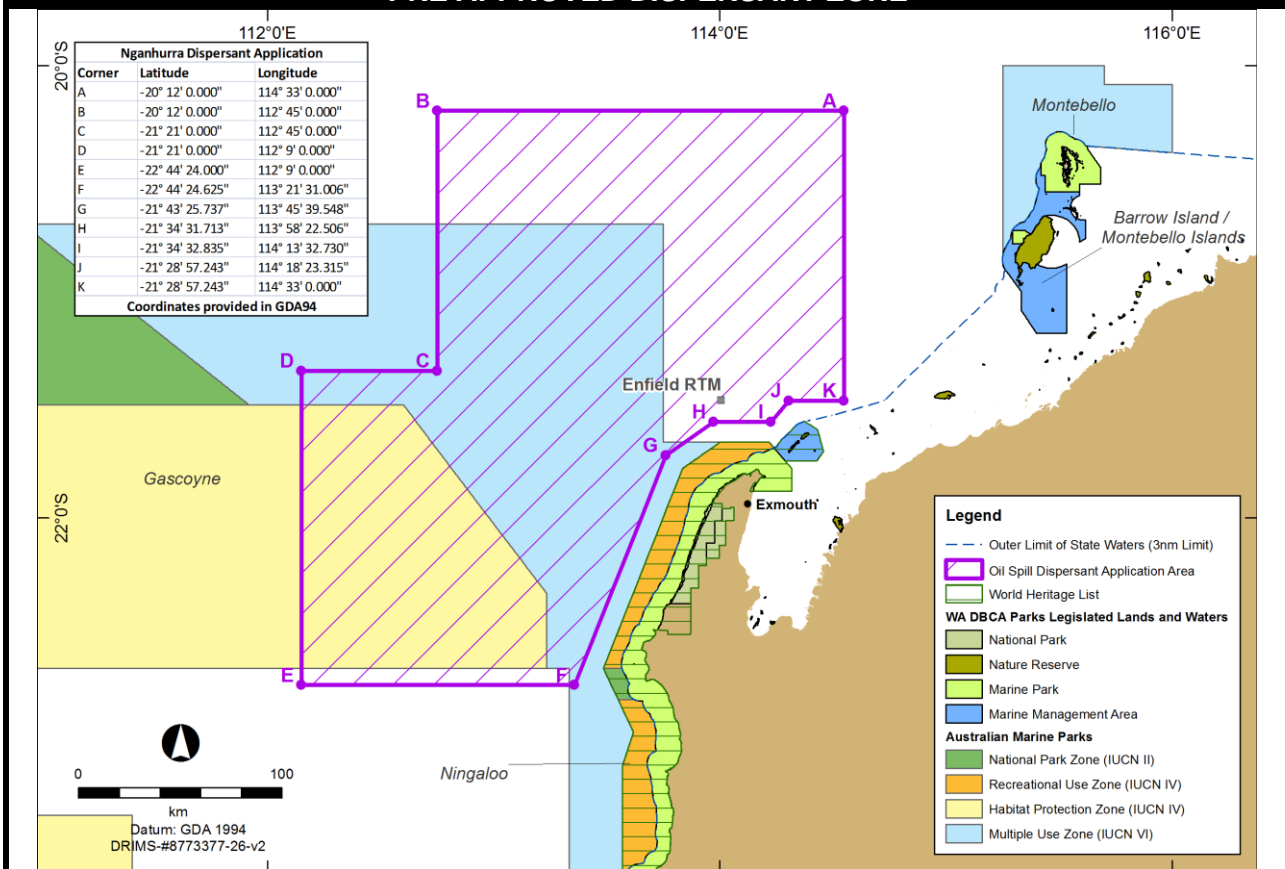 PRE APPROVED DISPERSANT ZONE
112°0'E 114°0'E 116°0'E
20°0'S
22°0'S
Nganhurra Dispersant Application
Corner Latitude Longitude
A -20° 12' 0.000" 114° 33' 0.000"
B -20° 12' 0.000" 112° 45' 0.000"
C -21° 21' 0.000" 112° 45' 0.000"
D -21° 21' 0.000" 112° 9' 0.000"
E -22° 44' 24.000" 112° 9' 0.000"
F -22° 44' 24.625" 113° 21' 31.006"
G -21° 43' 25.737" 113° 45' 39.548"
H -21° 34' 31.713" 113° 58' 22.506"
I -21° 34' 32.835" 114° 13' 32.730"
J -21° 28' 57.243" 114° 18' 23.315"
K -21° 28' 57.243" 114° 33' 0.000"
Coordinates provided in GDA94
B
A
Montebello
Barrow Island /
Montebello Islands
D
C
Enfield RTM
J
K
H
I
G
Gascoyne
Exmouth
E
F
Ningaloo
0 100
km
Datum: GDA 1994
DRIMS-#8773377-26-v2
Legend
Outer Limit of State Waters (3nm Limit)
Oil Spill Dispersant Application Area
World Heritage List
WA DBCA Parks Legislated Lands and Waters
National Park
Nature Reserve
Marine Park
Marine Management Area
Australian Marine Parks
National Park Zone (IUCN II)
Recreational Use Zone (IUCN IV)
Habitat Protection Zone (IUCN IV)
Multiple Use Zone (IUCN VI)